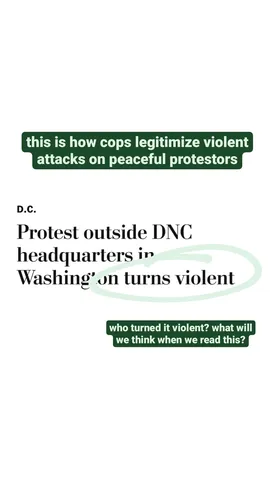 this is how cops legitimize violent
attacks on peaceful protestors
D.C.
Protest outside DNC
headquarters in
Washington turns violent
who turned it violent? what will
we think when we read this?